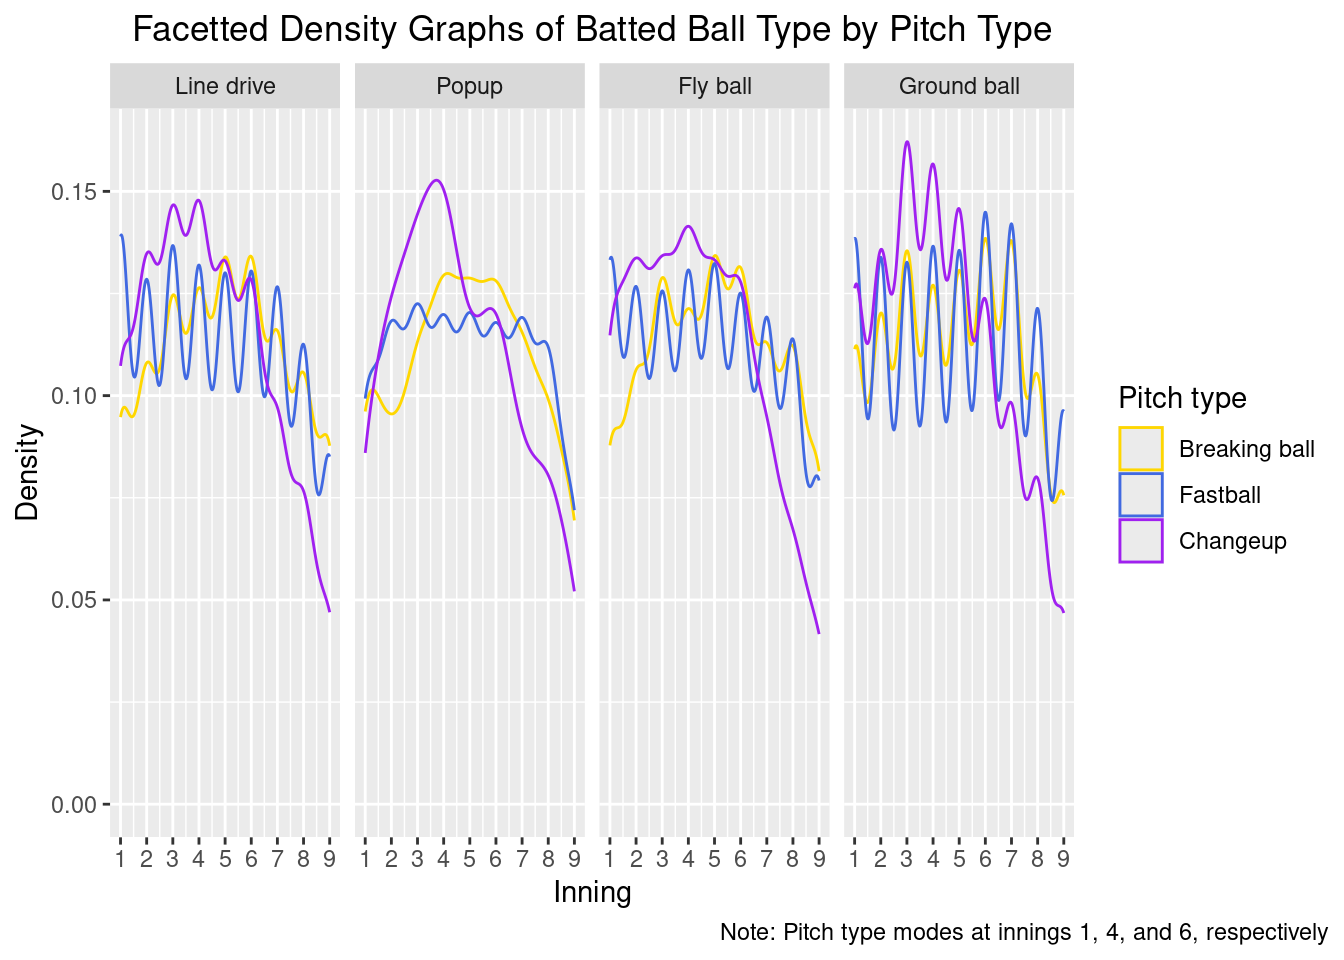 Facetted Density Graphs of Batted Ball Type by Pitch Type
Line drive
Popup
Fly ball
Ground ball
0.15
0.10
0.05
0.00
Density
1 2 3 4 5 6 7 8 9
1 2 3 4 5 6 7 8 9
1 2 3 4 5 6 7 8 9
1 2 3 4 5 6 7 8 9
Inning
Pitch type
Breaking ball
Fastball
Changeup
Note: Pitch type modes at innings 1, 4, and 6, respectively